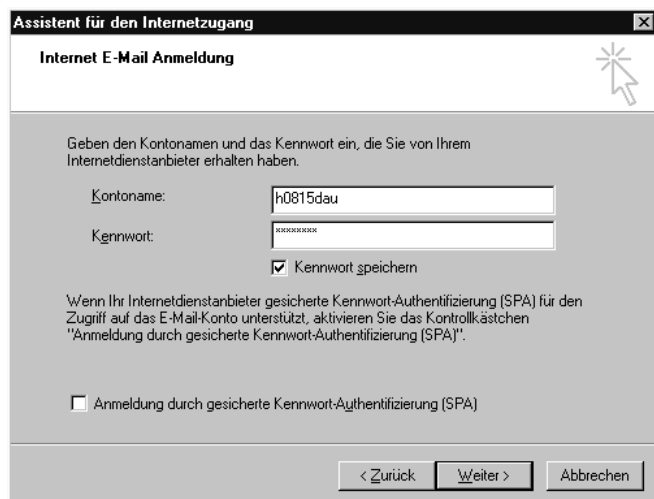 Assistent für den Internetzugang
Internet E-Mail Anmeldung
Geben den Kontonamen und das Kennwort ein, die Sie von Ihrem
Internetdienstanbieter erhalten haben.
Kontoname: h0815dau
Kennwort: ********
Kennwort speichern
Wenn Ihr Internetdienstanbieter gesicherte Kennwort-Authentifizierung (SPA) für den
Zugriff auf das E-Mail-Konto unterstützt, aktivieren Sie das Kontrollkästchen
"Anmeldung durch gesicherte Kennwort-Authentifizierung (SPA)".
Anmeldung durch gesicherte Kennwort-Authentifizierung (SPA)
< Zurück Weiter > Abbrechen